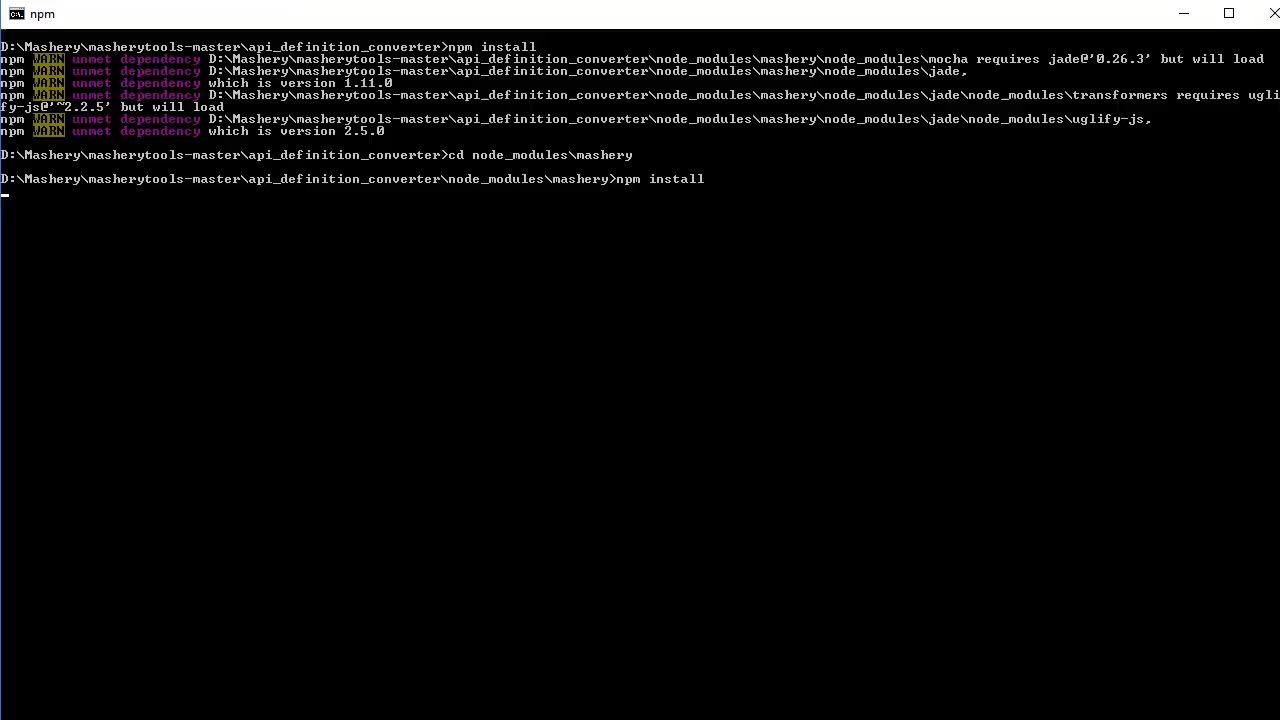 npm
D:\Mashery\masherytools-master\api_definition_converter>npm install
npm WARN unmet dependency D:\Mashery\masherytools-master\api_definition_converter\node_modules\mashery\node_modules\mocha requires jade@'0.26.3' but will load
npm WARN unmet dependency D:\Mashery\masherytools-master\api_definition_converter\node_modules\mashery\node_modules\jade,
npm WARN unmet dependency which is version 1.11.0
npm WARN unmet dependency D:\Mashery\masherytools-master\api_definition_converter\node_modules\mashery\node_modules\jade\node_modules\transformers requires ugli
fy-js@'~2.2.5' but will load
npm WARN unmet dependency D:\Mashery\masherytools-master\api_definition_converter\node_modules\mashery\node_modules\jade\node_modules\uglify-js,
npm WARN unmet dependency which is version 2.5.0
D:\Mashery\masherytools-master\api_definition_converter>cd node_modules\mashery
D:\Mashery\masherytools-master\api_definition_converter\node_modules\mashery>npm install